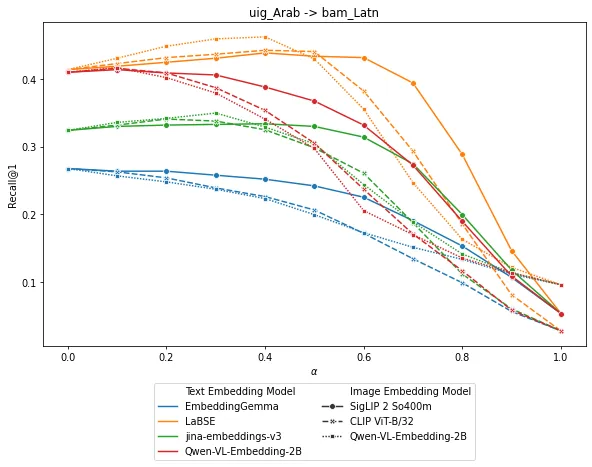 uig_Arab -> bam_Latn
Recall@1
0.4
0.3
0.2
0.1
0.0 0.2 0.4 0.6 0.8 1.0
α
Text Embedding Model Image Embedding Model
EmbeddingGemma SigLIP 2 So400m
LaBSE CLIP ViT-B/32
jina-embeddings-v3 Qwen-VL-Embedding-2B
Qwen-VL-Embedding-2B